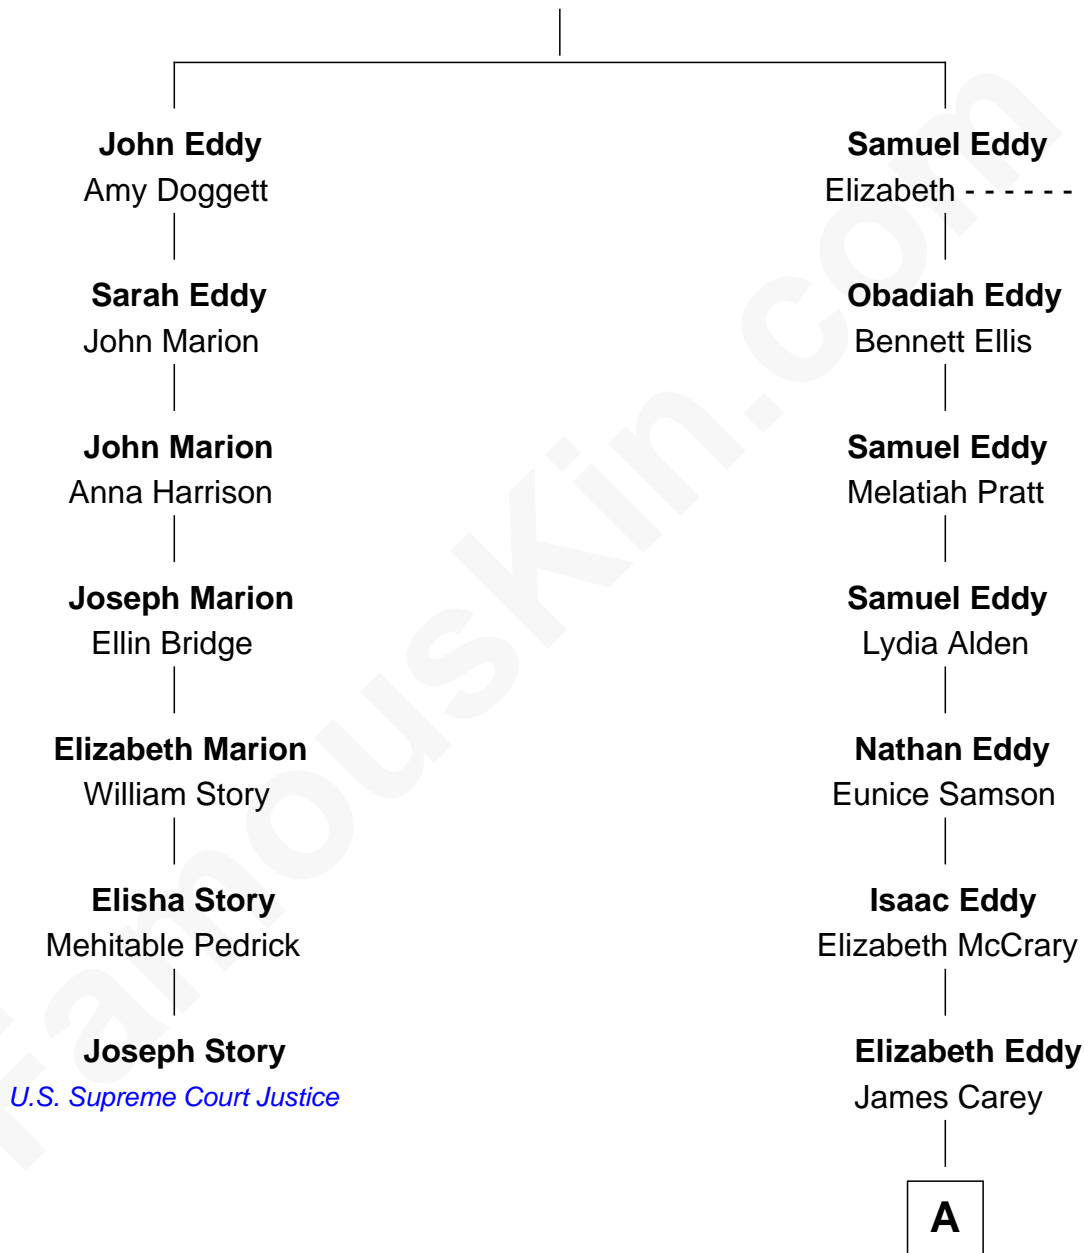 John Eddy
Amy Doggett
Sarah Eddy
John Marion
John Marion
Anna Harrison
Joseph Marion
Ellin Bridge
Elizabeth Marion
William Story
Elisha Story
Mehitable Pedrick
Joseph Story
U.S. Supreme Court Justice
Samuel Eddy
Elizabeth - - - - - -
Obadiah Eddy
Bennett Ellis
Samuel Eddy
Melatiah Pratt
Samuel Eddy
Lydia Alden
Nathan Eddy
Eunice Samson
Isaac Eddy
Elizabeth McCrary
Elizabeth Eddy
James Carey
A
FamousKin.com